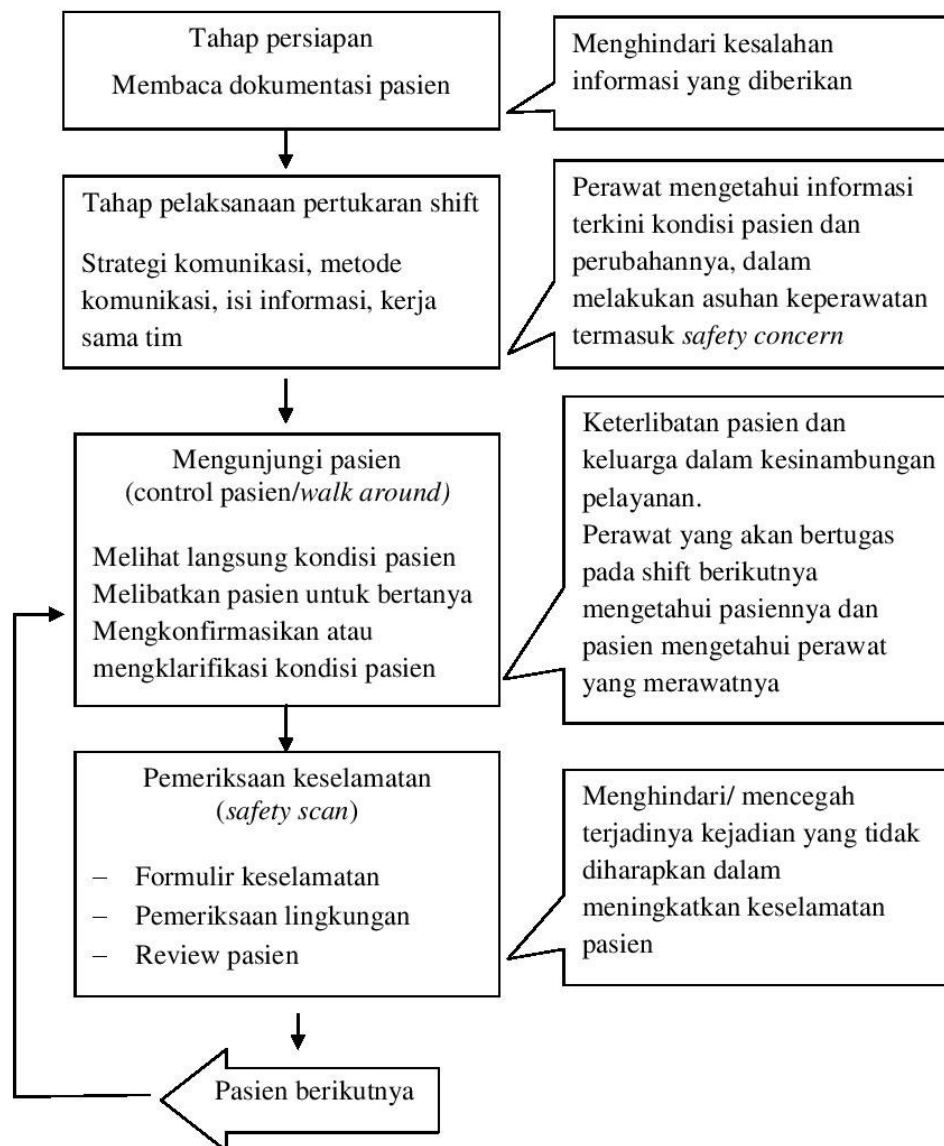 Tahap persiapan
Membaca dokumentasi pasien
Menghindari kesalahan
informasi yang diberikan
Tahap pelaksanaan pertukaran shift
Strategi komunikasi, metode
komunikasi, isi informasi, kerja
sama tim
Perawat mengetahui informasi
terkini kondisi pasien dan
perubahannya, dalam
melakukan asuhan keperawatan
termasuk safety concern
Mengunjungi pasien
(control pasien/walk around)
Melihat langsung kondisi pasien
Melibatkan pasien untuk bertanya
Mengkonfirmasikan atau
mengklarifikasi kondisi pasien
Keterlibatan pasien dan
keluarga dalam kesinambungan
pelayanan.
Perawat yang akan bertugas
pada shift berikutnya
mengetahui pasiennya dan
pasien mengetahui perawat
yang merawatnya
Pemeriksaan keselamatan
(safety scan)
– Formulir keselamatan
– Pemeriksaan lingkungan
– Review pasien
Menghindari/ mencegah
terjadinya kejadian yang tidak
diharapkan dalam
meningkatkan keselamatan
pasien
Pasien berikutnya